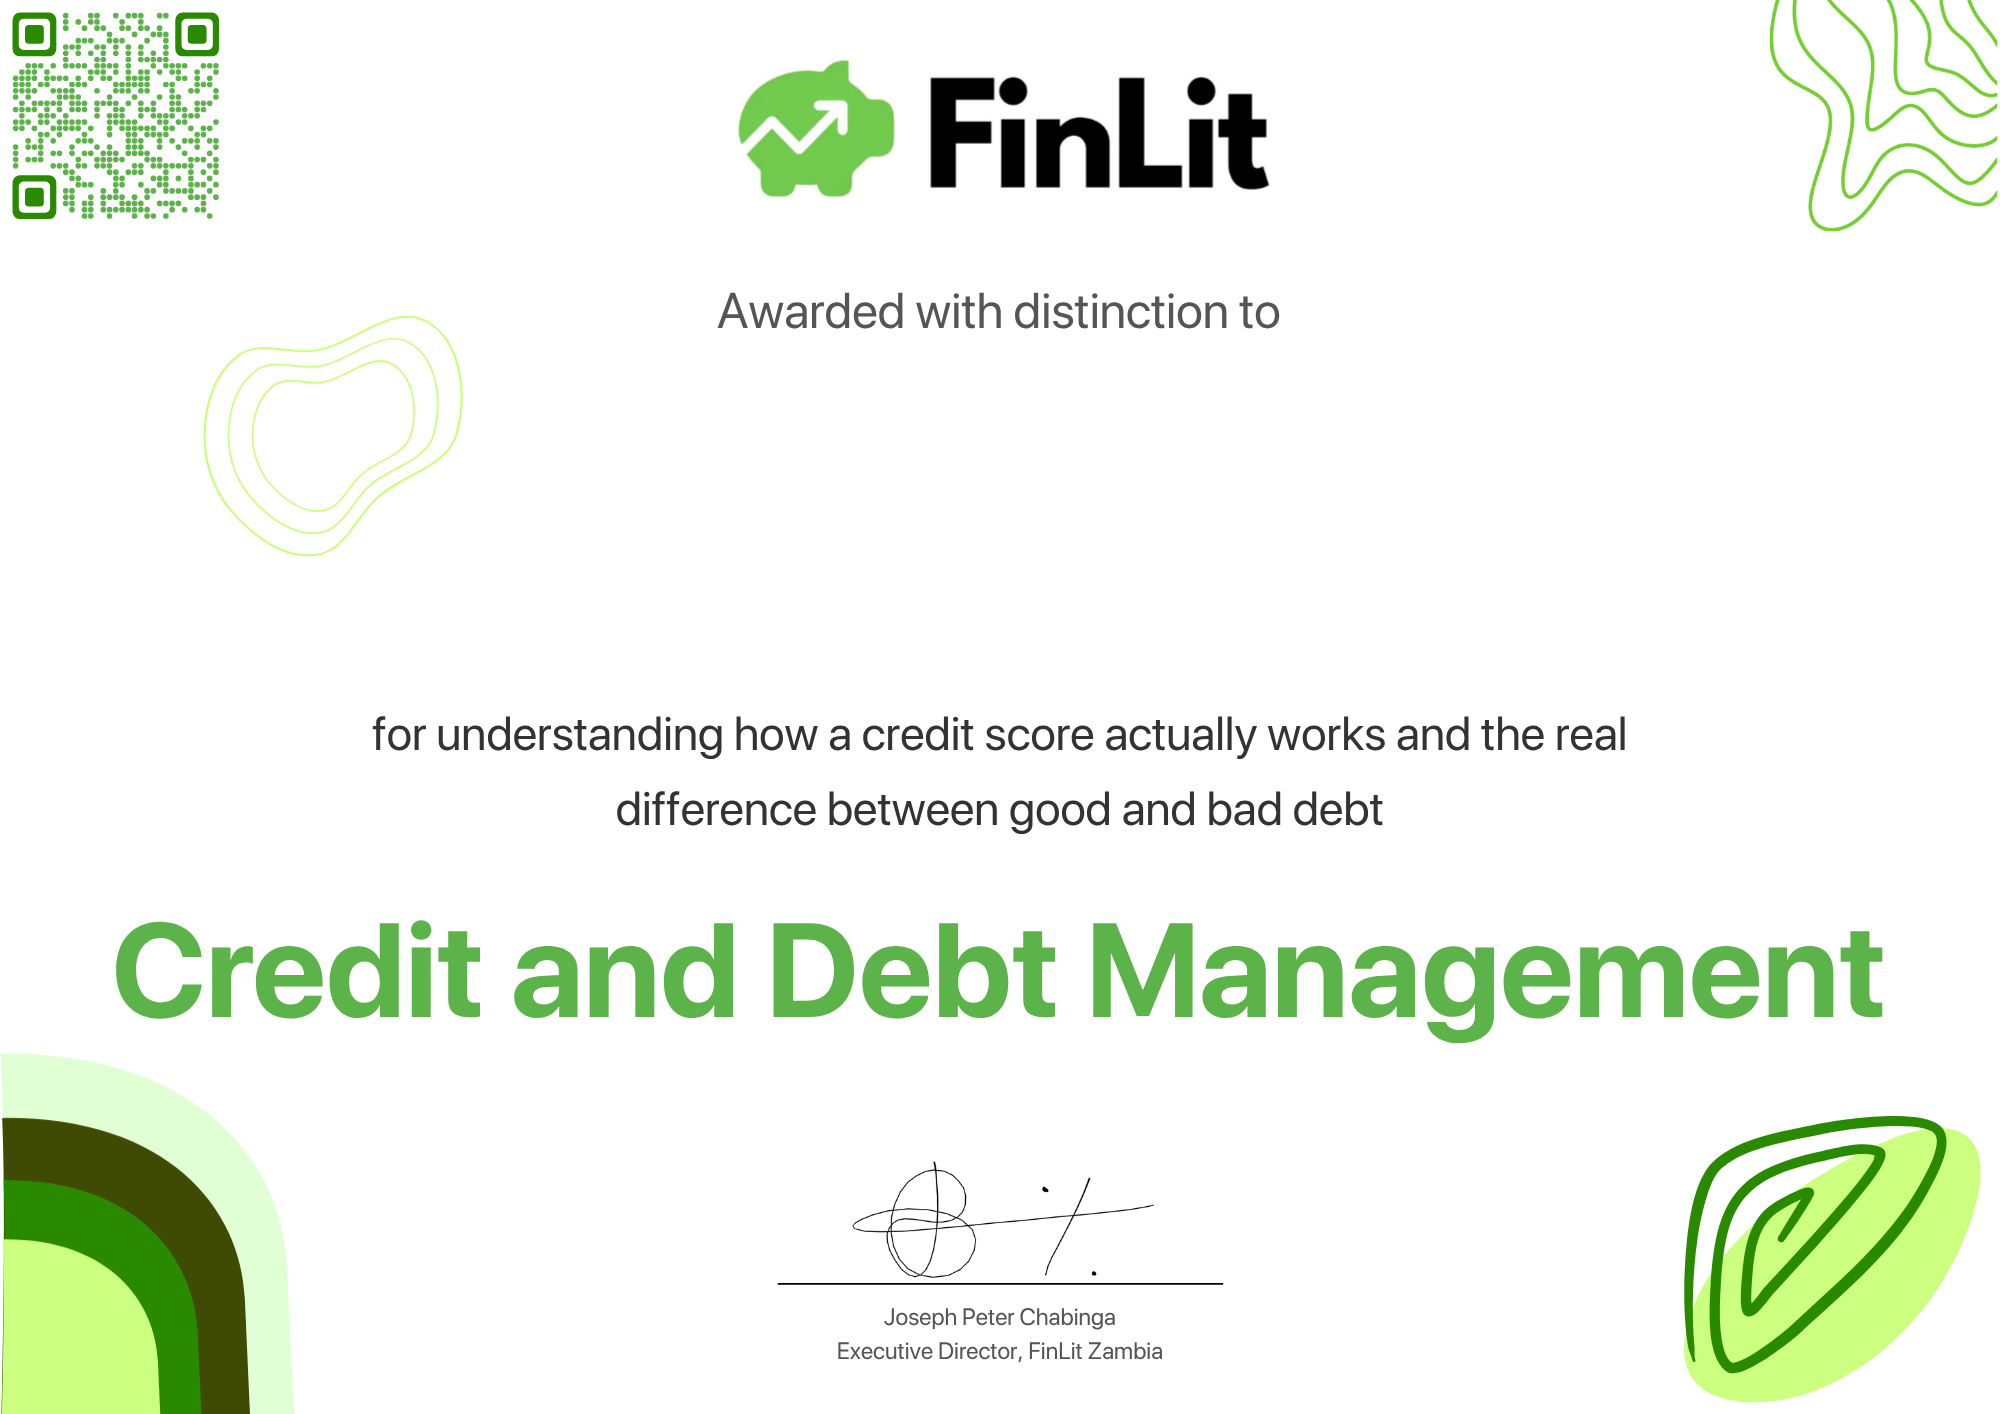 FinLit
Awarded with distinction to
for understanding how a credit score actually works and the real
difference between good and bad debt
Credit and Debt Management
Joseph Peter Chabinga
Executive Director, FinLit Zambia